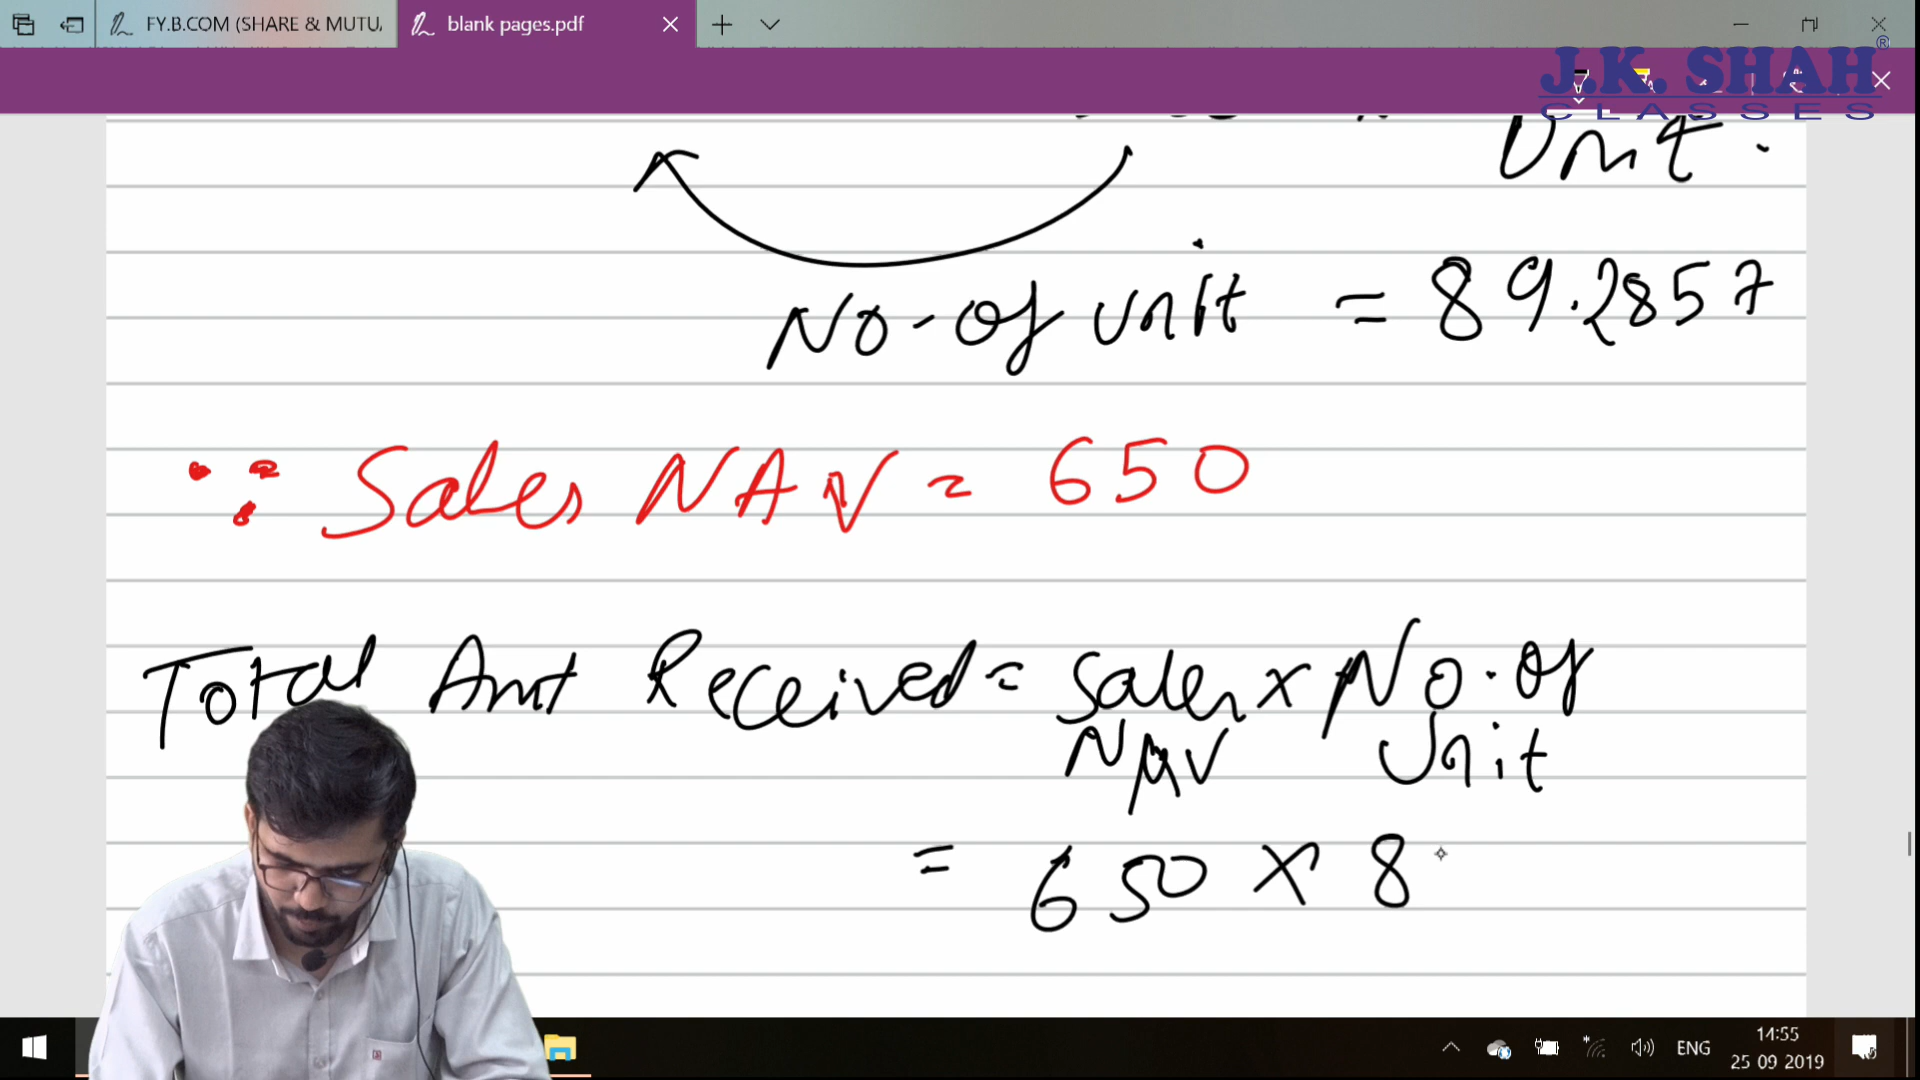 FY.B.COM (SHARE & MUTU
blank pages.pdf
J.K. SHAH®
CLASSES
Unit.
No. of unit = 89.2857
∵ Sales NAV = 650
Total Amt Received = Sales x No. of
NAV Unit
= 650 x 8
ENG
14:55
25 09 2019